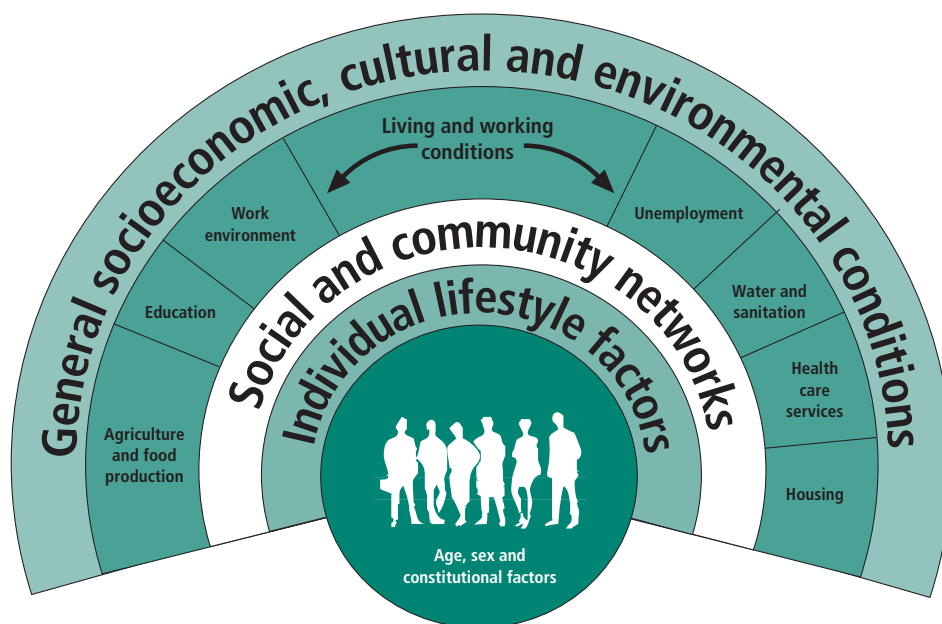 General socioeconomic, cultural and environmental conditions
Living and working
conditions
Work
environment
Unemployment
Education
Water and
sanitation
Agriculture
and food
production
Health
care
services
Housing
Social and community networks
Individual lifestyle factors
Age, sex and
constitutional factors